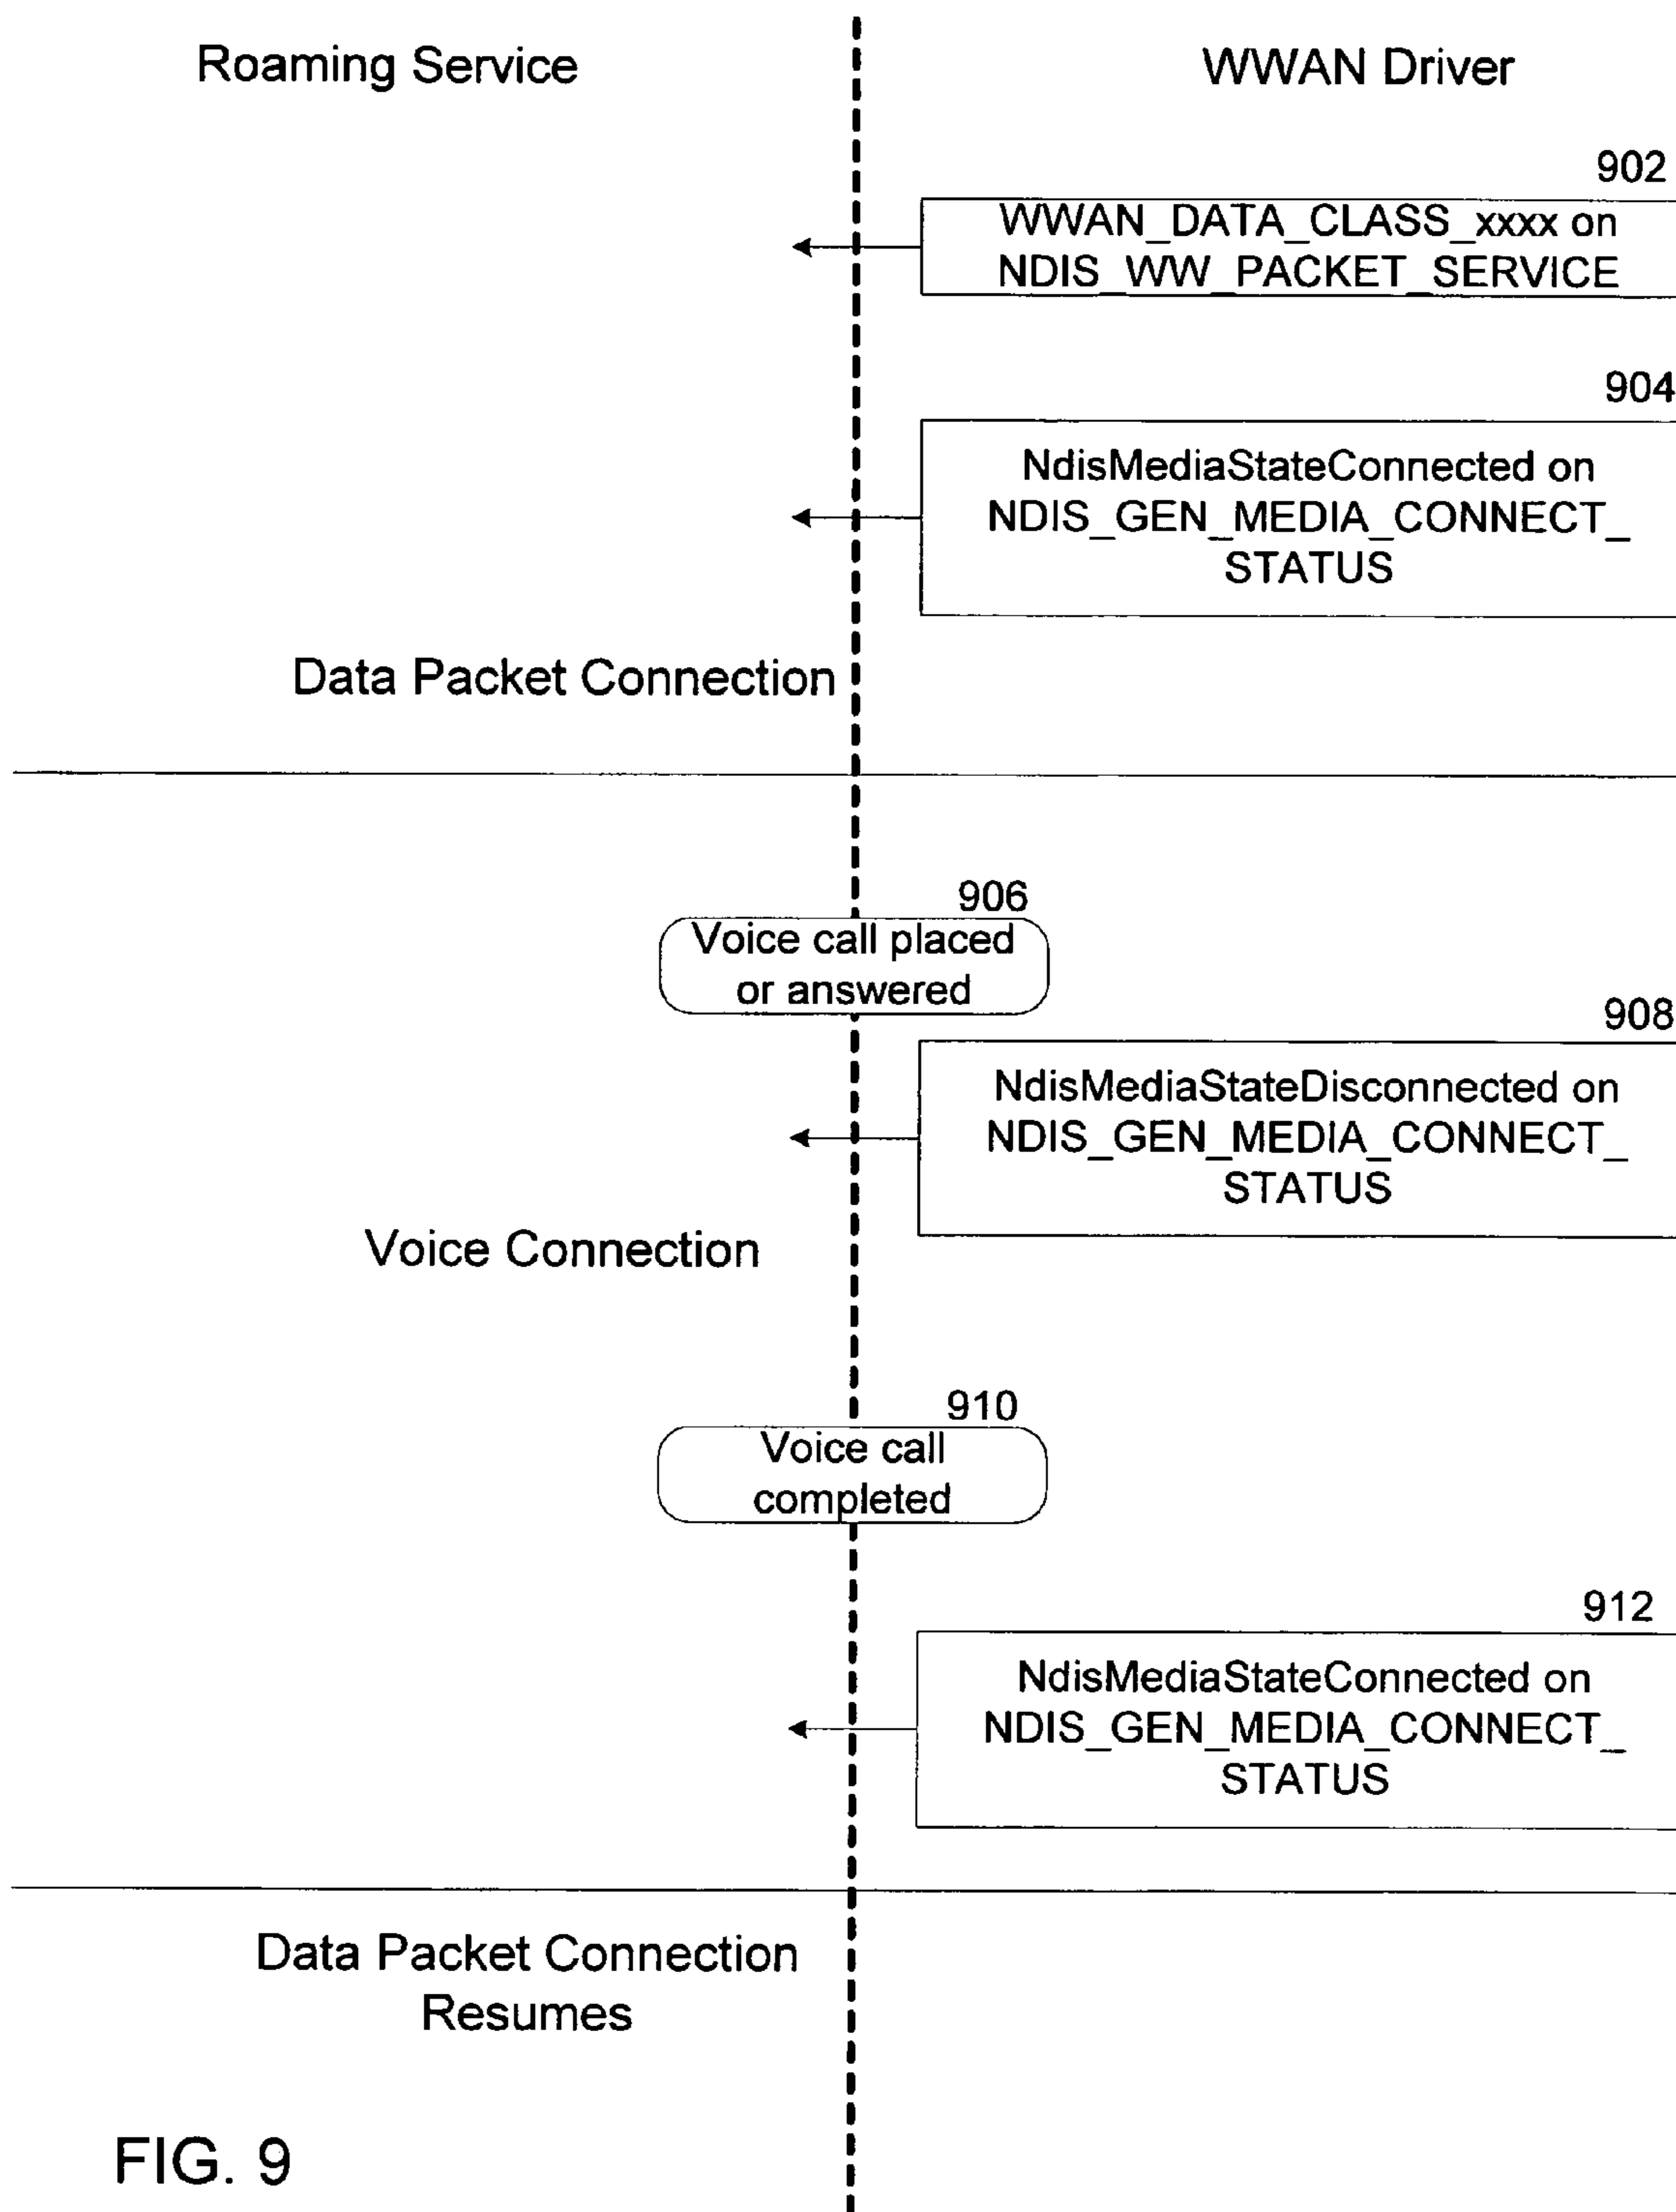 Roaming Service
WWAN Driver
902
WWAN_DATA_CLASS_xxxx on
NDIS_WW_PACKET_SERVICE
904
NdisMediaStateConnected on
NDIS_GEN_MEDIA_CONNECT_
STATUS
Data Packet Connection
906
Voice call placed
or answered
908
NdisMediaStateDisconnected on
NDIS_GEN_MEDIA_CONNECT_
STATUS
Voice Connection
910
Voice call
completed
912
NdisMediaStateConnected on
NDIS_GEN_MEDIA_CONNECT_
STATUS
Data Packet Connection
Resumes
FIG. 9